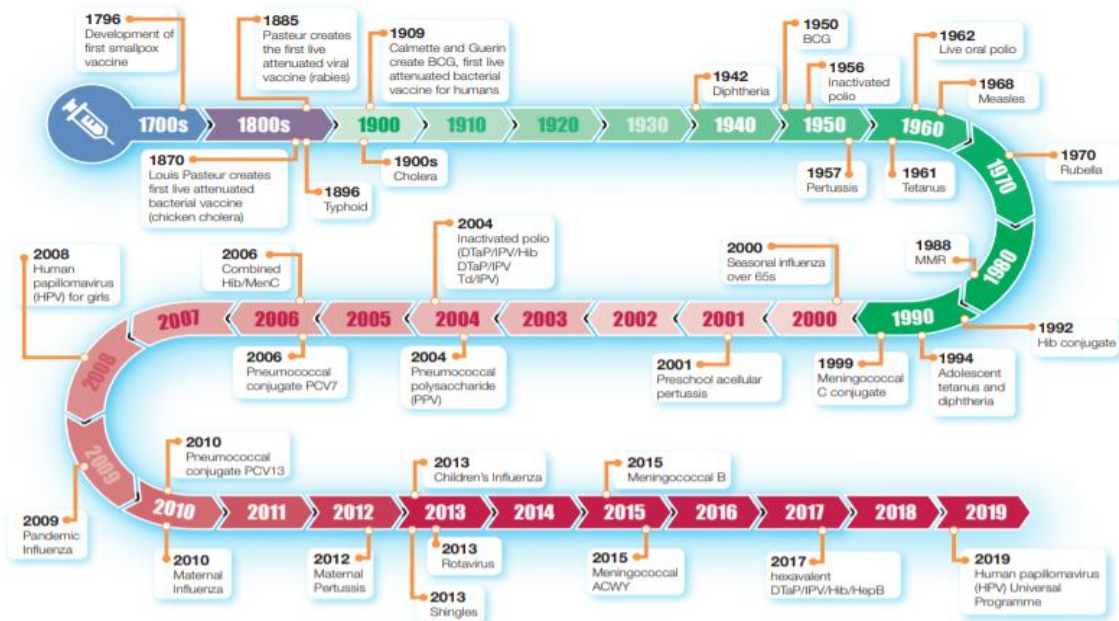 1796
Development of
first smallpox
vaccine
1885
Pasteur creates
the first live
attenuated viral
vaccine (rabies)
1909
Calmette and Guerin
create BCG, first live
attenuated bacterial
vaccine for humans
1942
Diphtheria
1950
BCG
1956
Inactivated
polio
1962
Live oral polio
1968
Measles
1700s
1800s
1900
1910
1920
1930
1940
1950
1960
1970
1980
1870
Louis Pasteur creates
first live attenuated
bacterial vaccine
(chicken cholera)
1896
Typhoid
1900s
Cholera
1957
Pertussis
1961
Tetanus
1970
Rubella
1988
MMR
1992
Hib conjugate
1990
1994
Adolescent
tetanus and
diphtheria
1999
Meningococcal
C conjugate
2000
Seasonal influenza
over 65s
2000
2001
2002
2003
2004
2005
2006
2007
2008
2009
2001
Preschool acellular
pertussis
2004
Inactivated polio
(DTaP/IPV/Hib
DTaP/IPV
Td/IPV)
2004
Pneumococcal
polysaccharide
(PPV)
2006
Combined
Hib/MenC
2006
Pneumococcal
conjugate PCV7
2008
Human
papillomavirus
(HPV) for girls
2009
Pandemic
Influenza
2010
Pneumococcal
conjugate PCV13
2010
2011
2012
2013
2014
2015
2016
2017
2018
2019
2010
Maternal
Influenza
2012
Maternal
Pertussis
2013
Children's Influenza
2013
Rotavirus
2013
Shingles
2015
Meningococcal B
2015
Meningococcal
ACWY
2017
hexavalent
DTaP/IPV/Hib/HepB
2019
Human papillomavirus
(HPV) Universal
Programme